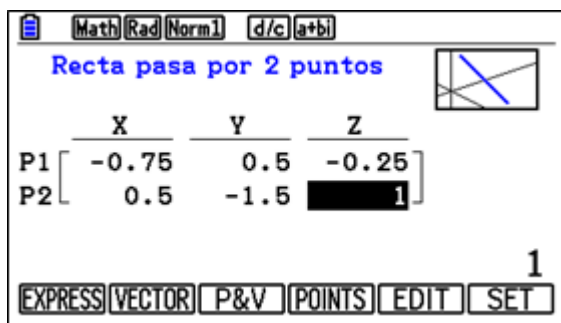 Math Rad Norm1 d/c a+bi
Recta pasa por 2 puntos
X Y Z
P1 -0.75 0.5 -0.25
P2 0.5 -1.5 1
1
EXPRESS VECTOR P&V POINTS EDIT SET